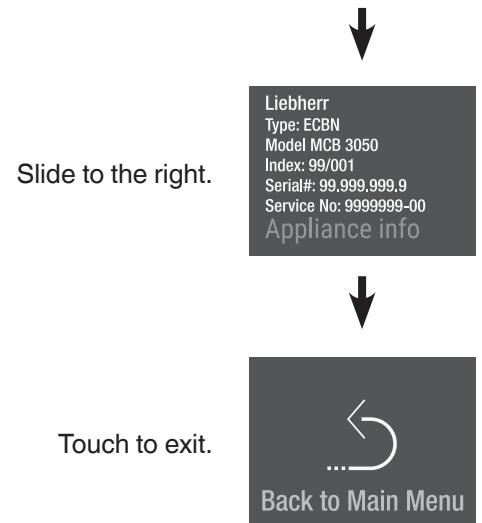 Slide to the right.
Liebherr
Type: ECBN
Model MCB 3050
Index: 99/001
Serial#: 99.999.999.9
Service No: 9999999-00
Appliance info
Touch to exit.
Back to Main Menu